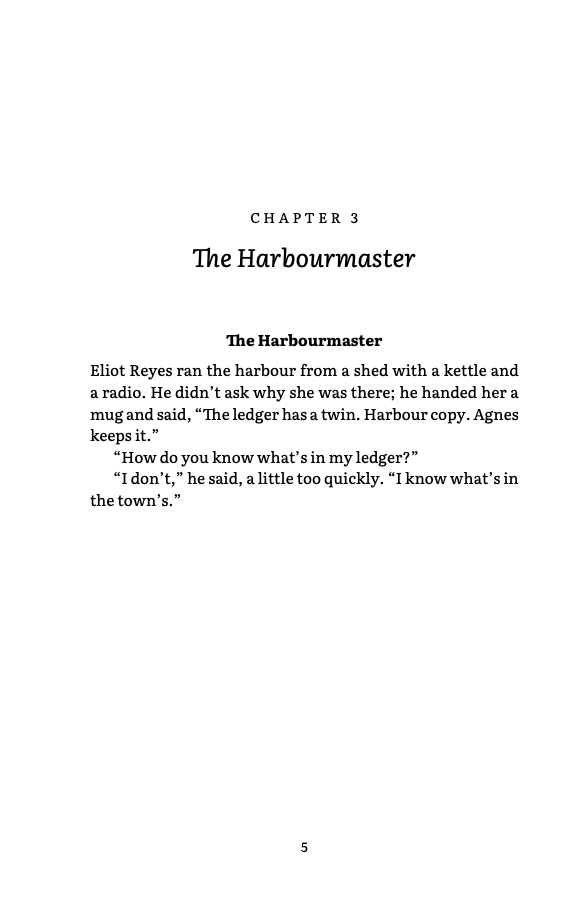 CHAPTER 3
The Harbourmaster
The Harbourmaster
Eliot Reyes ran the harbour from a shed with a kettle and
a radio. He didn’t ask why she was there; he handed her a
mug and said, “The ledger has a twin. Harbour copy. Agnes
keeps it.”
“How do you know what’s in my ledger?”
“I don’t,” he said, a little too quickly. “I know what’s in
the town’s.”
5